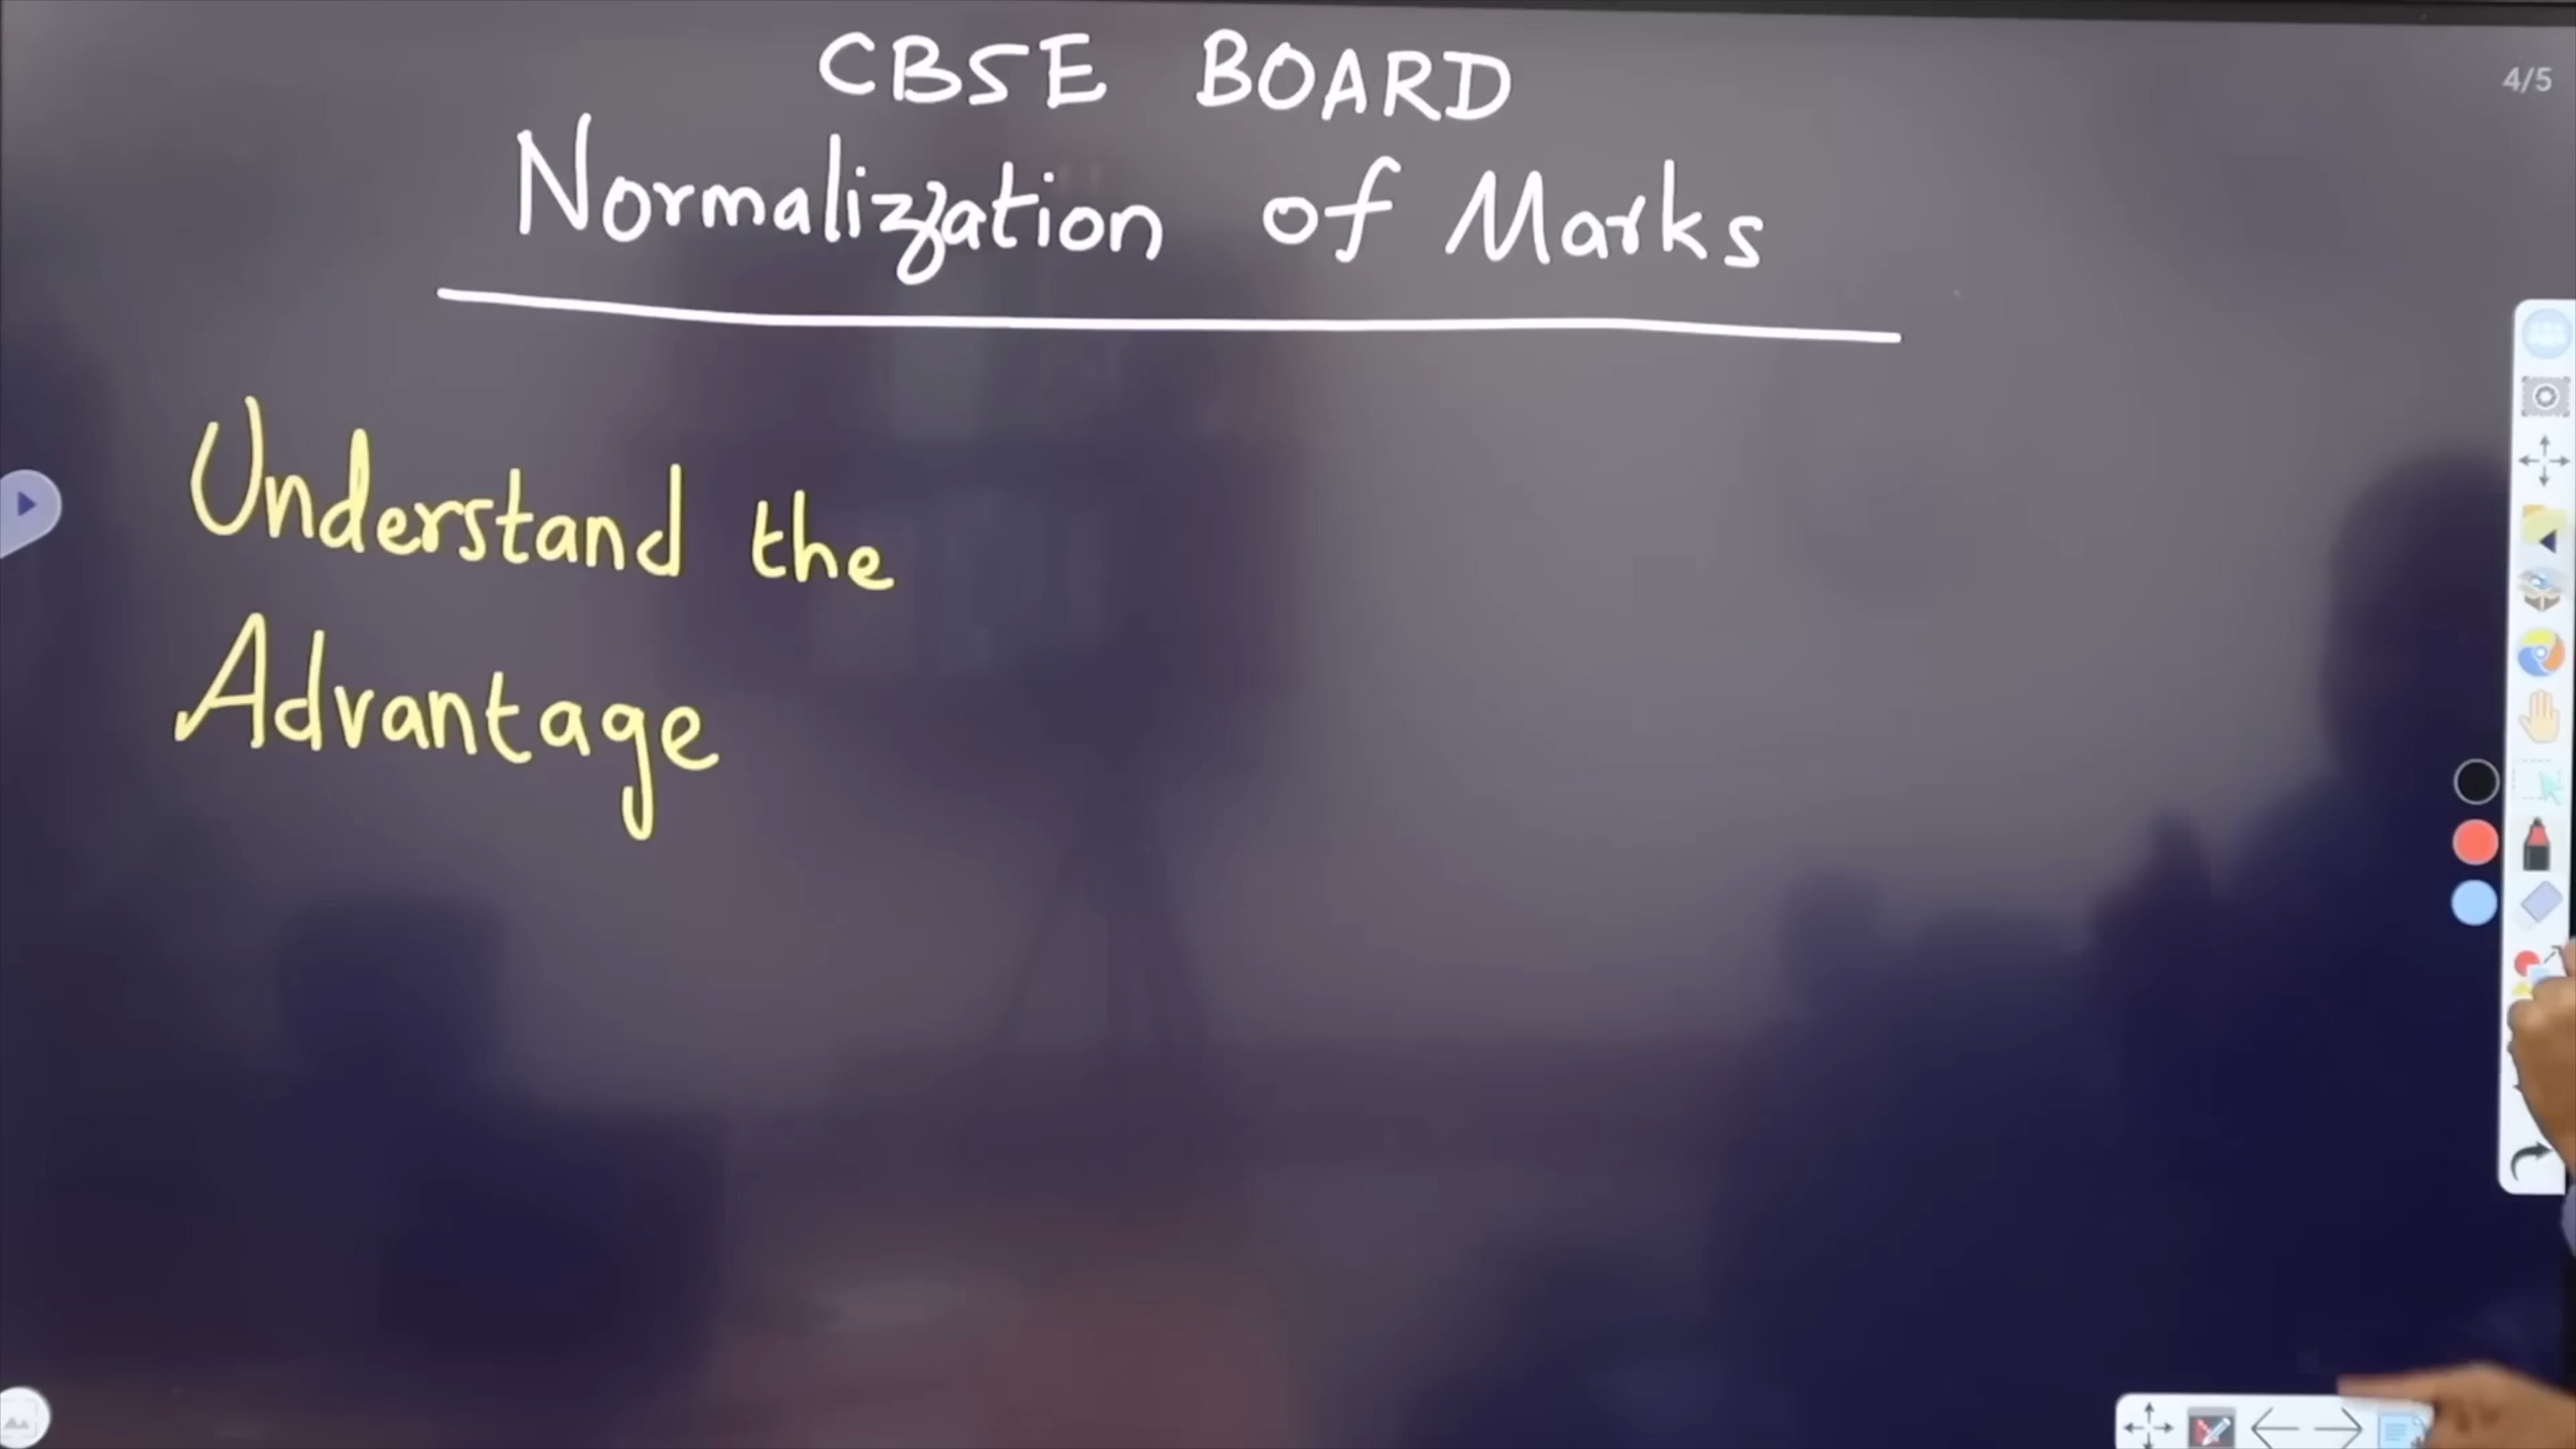 CBSE BOARD
4/5
Normalization of Marks
Understand the
Advantage